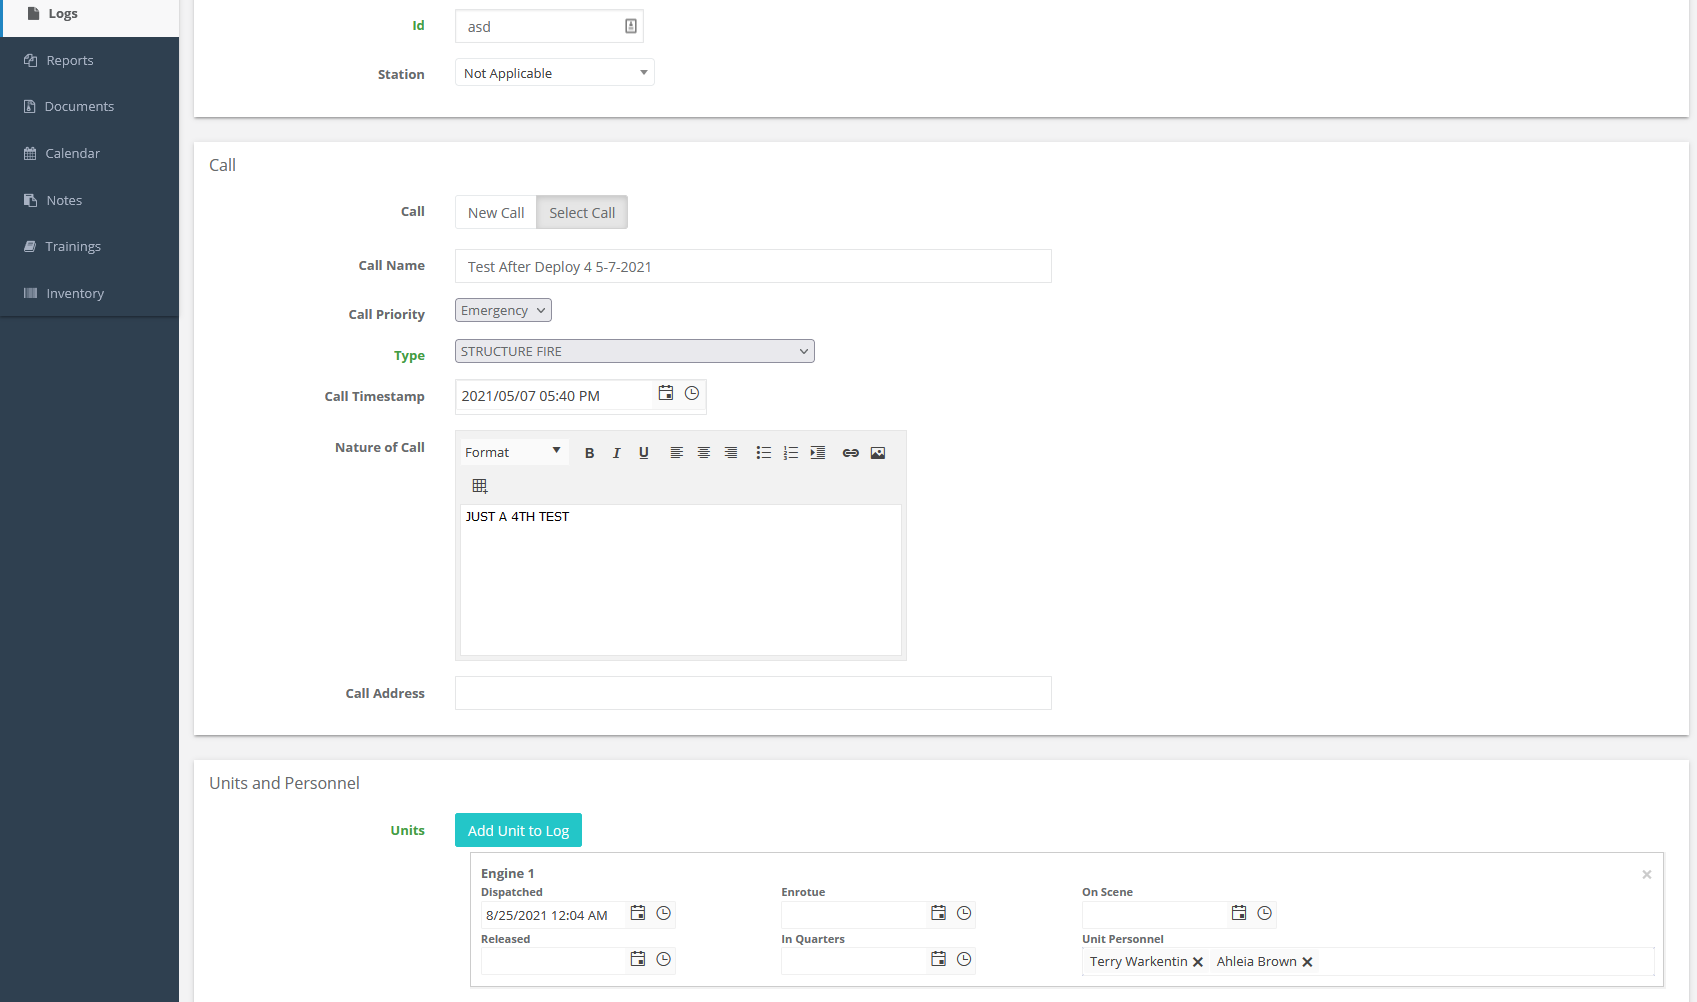 Logs
Reports
Documents
Calendar
Notes
Trainings
Inventory
Id
asd
Station
Not Applicable
Call
Call
New Call
Select Call
Call Name
Test After Deploy 4 5-7-2021
Call Priority
Emergency
Type
STRUCTURE FIRE
Call Timestamp
2021/05/07 05:40 PM
Nature of Call
Format
B I U
JUST A 4TH TEST
Call Address
Units and Personnel
Units
Add Unit to Log
Engine 1
Dispatched
8/25/2021 12:04 AM
Enrotue
On Scene
Released
In Quarters
Unit Personnel
Terry Warkentin
Ahleia Brown